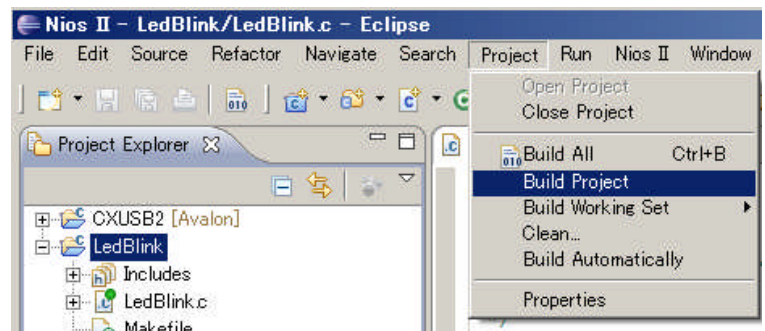 Nios II - LedBlink/LedBlink.c - Eclipse
File Edit Source Refactor Navigate Search Project Run Nios II Window
Open Project
Close Project
Build All Ctrl+B
Build Project
Build Working Set
Clean...
Build Automatically
Properties
Project Explorer
CXUSB2 [Avalon]
LedBlink
Includes
LedBlink.c
Makefile